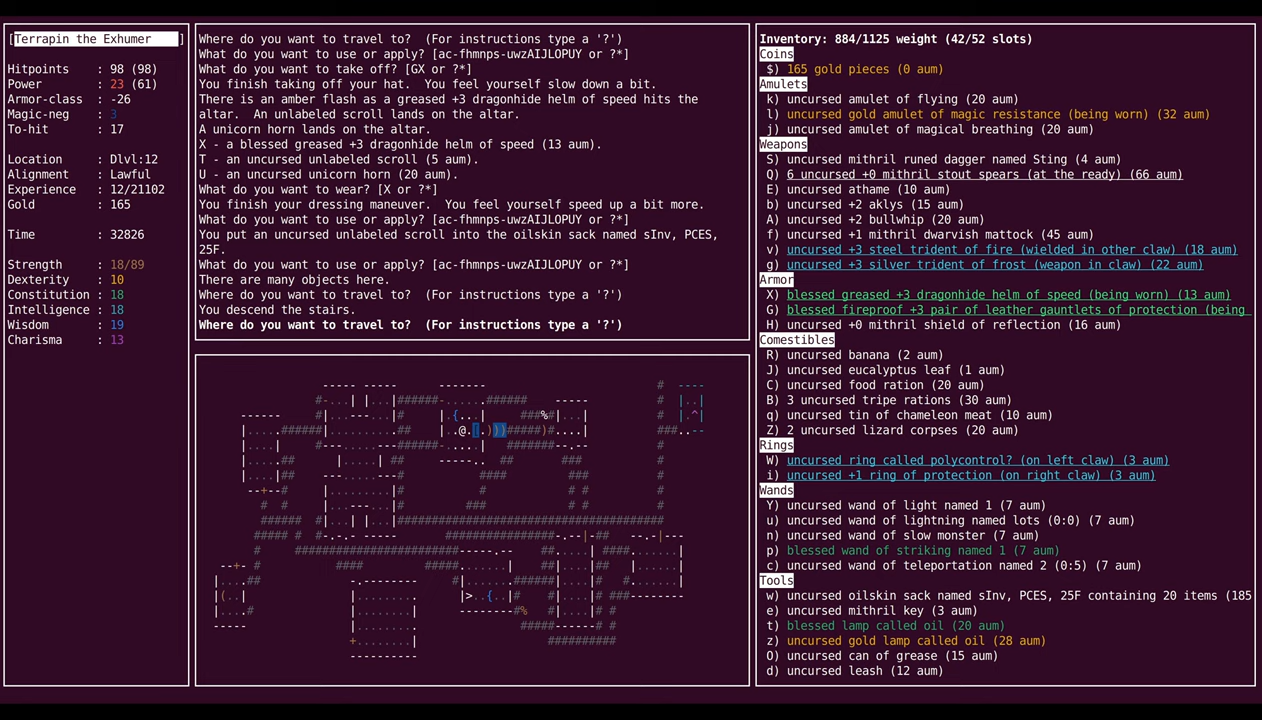 [Terrapin the Exhumer ]
Hitpoints : 98 (98)
Power : 23 (61)
Armor-class : -26
Magic-neg : 3
To-hit : 17
Location : Dlvl:12
Alignment : Lawful
Experience : 12/21102
Gold : 165
Time : 32826
Strength : 18/89
Dexterity : 10
Constitution : 18
Intelligence : 18
Wisdom : 19
Charisma : 13
Where do you want to travel to?  (For instructions type a '?')
What do you want to use or apply? [ac-fhmnps-uwzAIJLOPUY or ?*]
What do you want to take off? [GX or ?*]
You finish taking off your hat.  You feel yourself slow down a bit.
There is an amber flash as a greased +3 dragonhide helm of speed hits the
altar.  An unlabeled scroll lands on the altar.
A unicorn horn lands on the altar.
X - a blessed greased +3 dragonhide helm of speed (13 aum).
T - an uncursed unlabeled scroll (5 aum).
U - an uncursed unicorn horn (20 aum).
What do you want to wear? [X or ?*]
You finish your dressing maneuver.  You feel yourself speed up a bit more.
What do you want to use or apply? [ac-fhmnps-uwzAIJLOPUY or ?*]
You put an uncursed unlabeled scroll into the oilskin sack named sInv, PCES,
25F.
What do you want to use or apply? [ac-fhmnps-uwzAIJLOPUY or ?*]
There are many objects here.
Where do you want to travel to?  (For instructions type a '?')
You descend the stairs.
Where do you want to travel to?  (For instructions type a '?')
Inventory: 884/1125 weight (42/52 slots)
Coins
$) 165 gold pieces (0 aum)
Amulets
k) uncursed amulet of flying (20 aum)
l) uncursed gold amulet of magic resistance (being worn) (32 aum)
j) uncursed amulet of magical breathing (20 aum)
Weapons
S) uncursed mithril runed dagger named Sting (4 aum)
Q) 6 uncursed +0 mithril stout spears (at the ready) (66 aum)
E) uncursed athame (10 aum)
b) uncursed +2 aklys (15 aum)
A) uncursed +2 bullwhip (20 aum)
f) uncursed +1 mithril dwarvish mattock (45 aum)
v) uncursed +3 steel trident of fire (wielded in other claw) (18 aum)
g) uncursed +3 silver trident of frost (weapon in claw) (22 aum)
Armor
X) blessed greased +3 dragonhide helm of speed (being worn) (13 aum)
G) blessed fireproof +3 pair of leather gauntlets of protection (being
H) uncursed +0 mithril shield of reflection (16 aum)
Comestibles
R) uncursed banana (2 aum)
J) uncursed eucalyptus leaf (1 aum)
C) uncursed food ration (20 aum)
B) 3 uncursed tripe rations (30 aum)
q) uncursed tin of chameleon meat (10 aum)
Z) 2 uncursed lizard corpses (20 aum)
Rings
W) uncursed ring called polycontrol? (on left claw) (3 aum)
i) uncursed +1 ring of protection (on right claw) (3 aum)
Wands
Y) uncursed wand of light named 1 (7 aum)
u) uncursed wand of lightning named lots (0:0) (7 aum)
n) uncursed wand of slow monster (7 aum)
p) blessed wand of striking named 1 (7 aum)
c) uncursed wand of teleportation named 2 (0:5) (7 aum)
Tools
w) uncursed oilskin sack named sInv, PCES, 25F containing 20 items (185
e) uncursed mithril key (3 aum)
t) blessed lamp called oil (20 aum)
z) uncursed gold lamp called oil (28 aum)
O) uncursed can of grease (15 aum)
d) uncursed leash (12 aum)